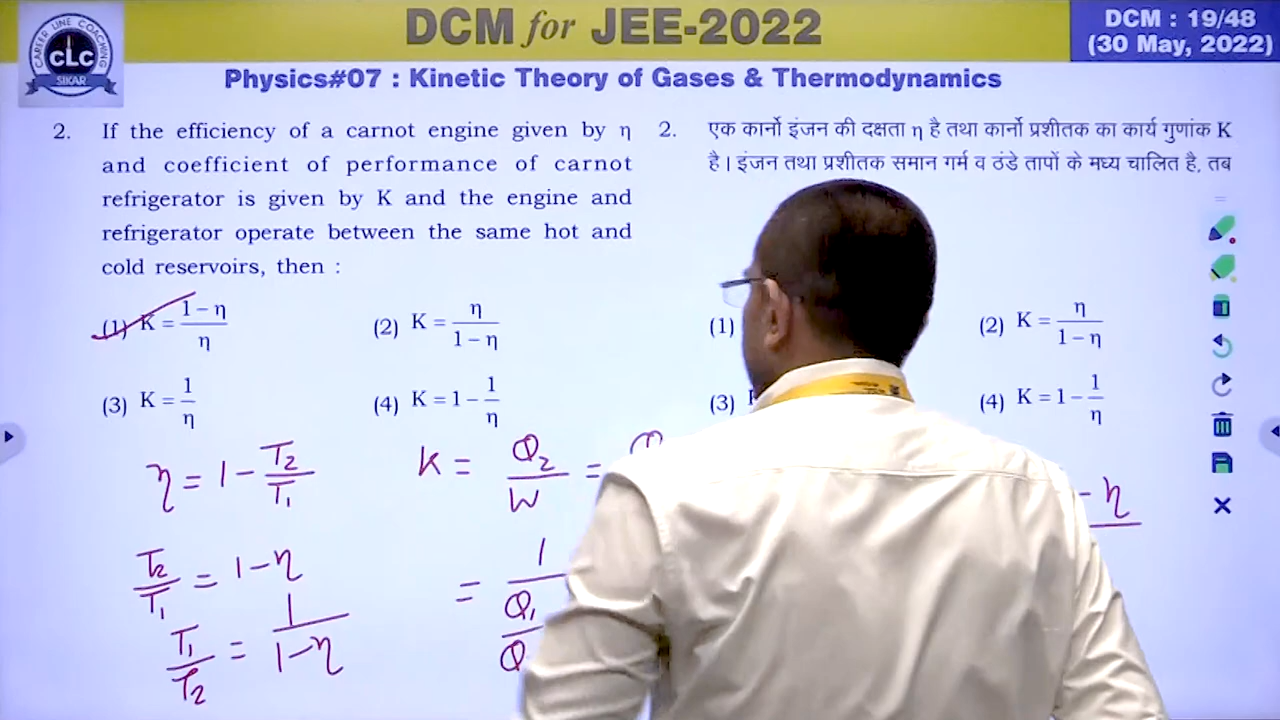 CAREER LINE COACHING
CLC
SIKAR
DCM for JEE-2022
DCM : 19/48
(30 May, 2022)
Physics#07 : Kinetic Theory of Gases & Thermodynamics
2. If the efficiency of a carnot engine given by η
and coefficient of performance of carnot
refrigerator is given by K and the engine and
refrigerator operate between the same hot and
cold reservoirs, then :
(1) K = (1 − η)/η
(2) K = η/(1 − η)
(3) K = 1/η
(4) K = 1 − 1/η
2. एक कार्नो इंजन की दक्षता η है तथा कार्नो प्रशीतक का कार्य गुणांक K
है। इंजन तथा प्रशीतक समान गर्म व ठंडे तापों के मध्य चालित है, तब
(1)
(2) K = η/(1 − η)
(3)
(4) K = 1 − 1/η
η = 1 − T₂/T₁
T₂/T₁ = 1 − η
T₁/T₂ = 1/(1 − η)
K = Q₂/W =
= 1/(Q₁/Q
− η